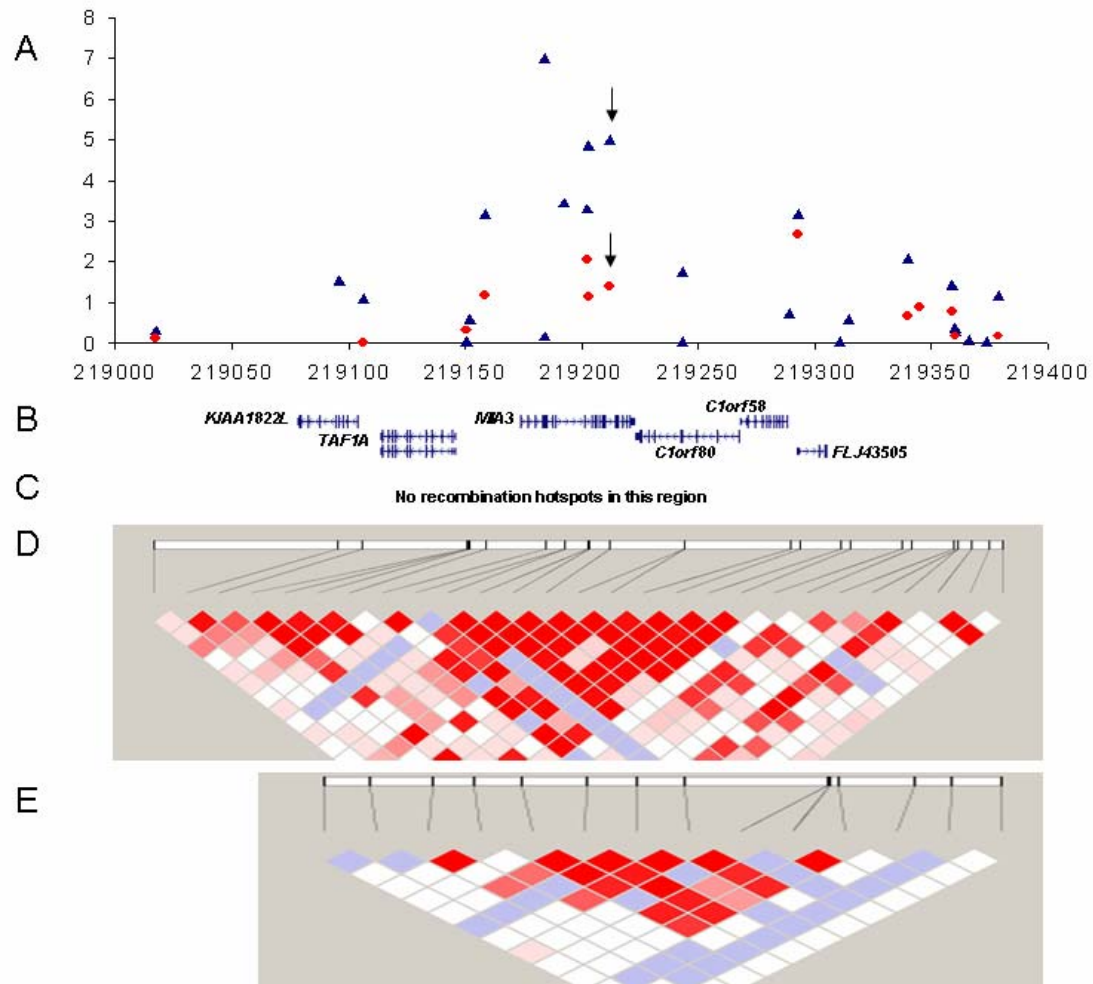 A
8
7
6
5
4
3
2
1
0
219000 219050 219100 219150 219200 219250 219300 219350 219400
B
KIAA1822L MIA3 C1orf58
TAF1A C1orf80 FLJ43505
C
No recombination hotspots in this region
D
E